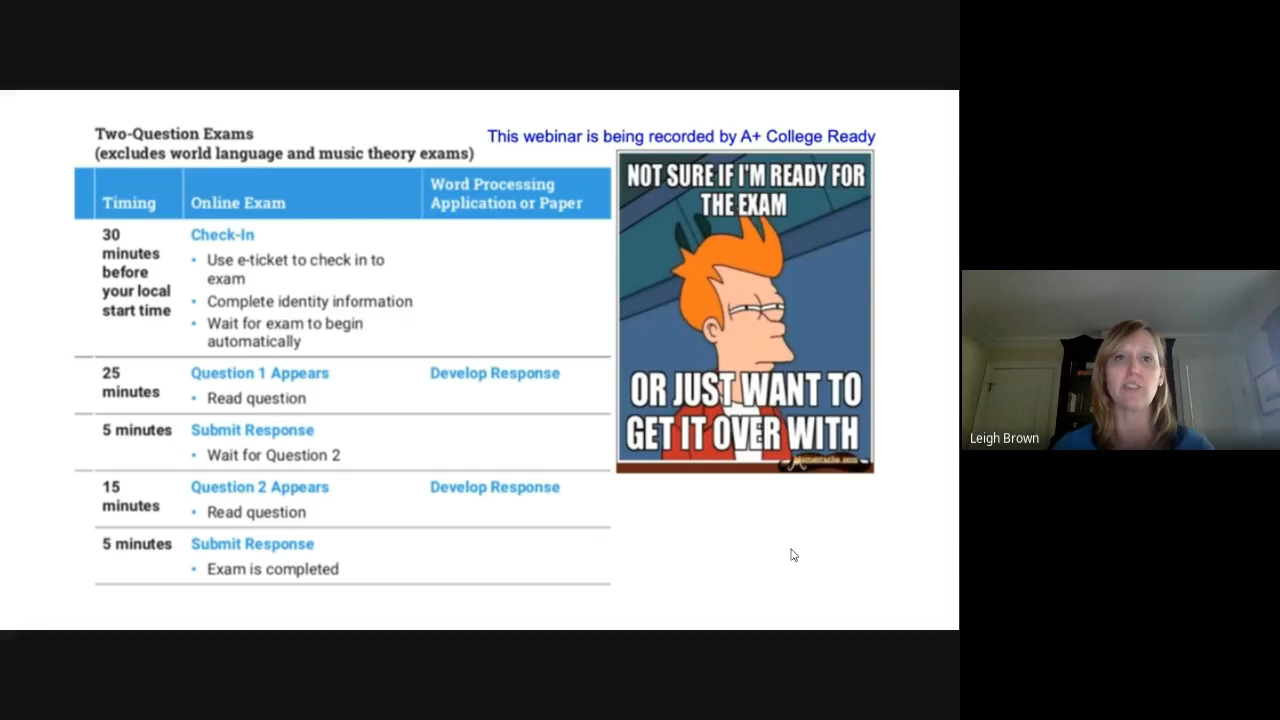 Two-Question Exams
(excludes world language and music theory exams)
This webinar is being recorded by A+ College Ready
Timing
Online Exam
Word Processing
Application or Paper
30
minutes
before
your local
start time
Check-In
• Use e-ticket to check in to
exam
• Complete identity information
• Wait for exam to begin
automatically
25
minutes
Question 1 Appears
• Read question
Develop Response
5 minutes
Submit Response
• Wait for Question 2
15
minutes
Question 2 Appears
• Read question
Develop Response
5 minutes
Submit Response
• Exam is completed
NOT SURE IF I'M READY FOR
THE EXAM
OR JUST WANT TO
GET IT OVER WITH
Memestache.com
Leigh Brown